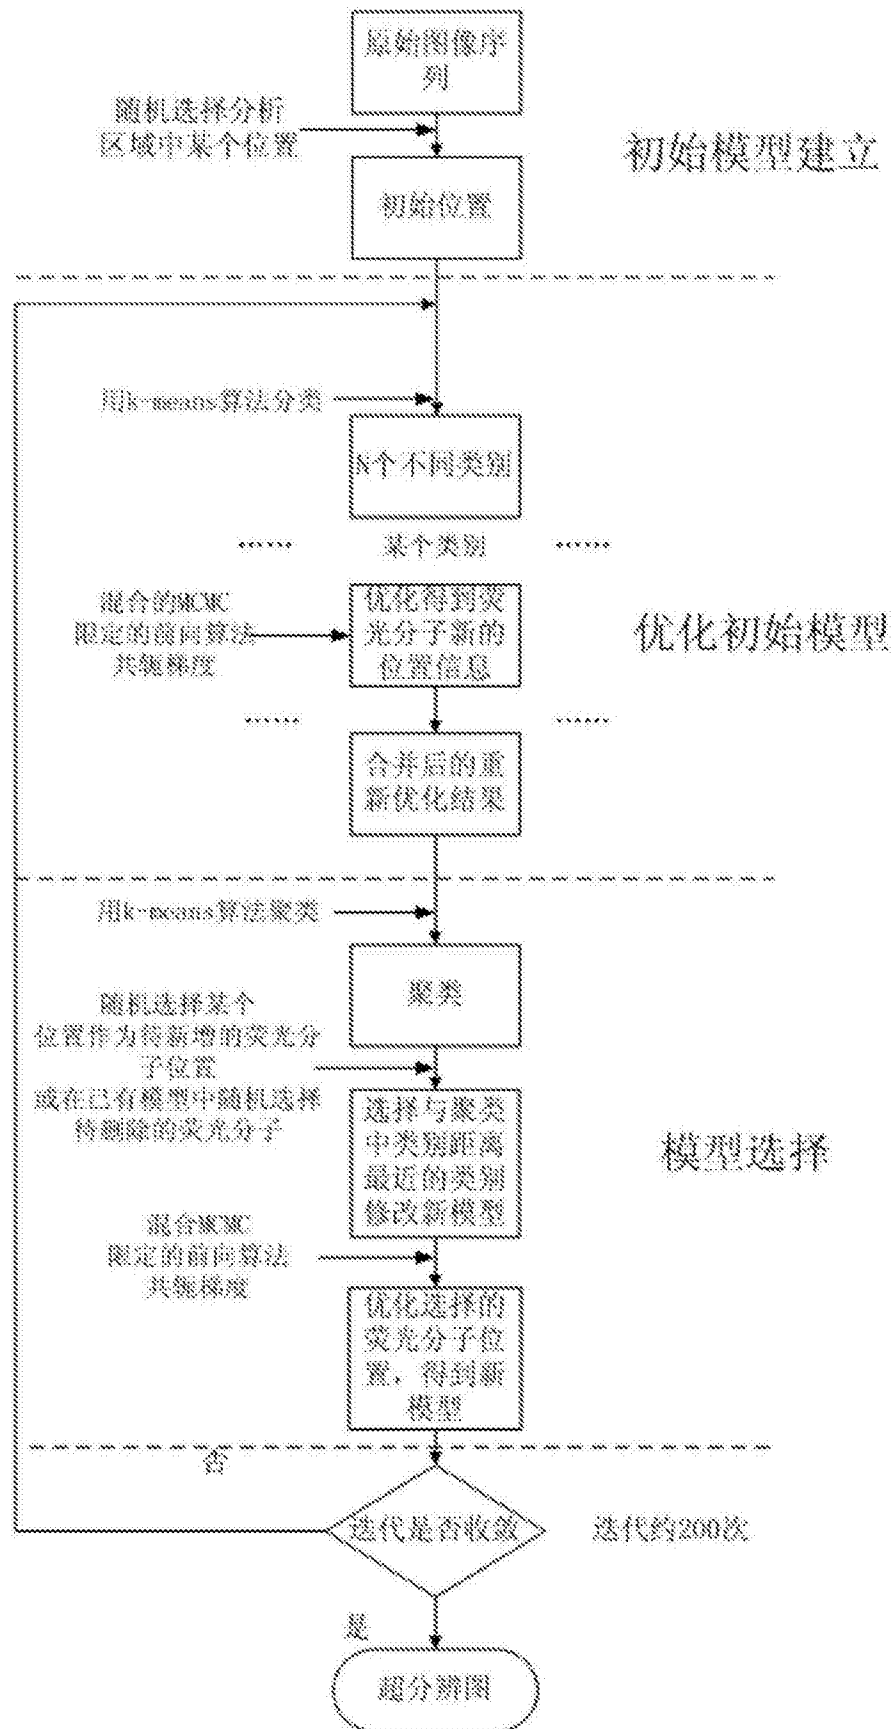 原始图像序
列
随机选择分析
区域中某个位置
初始模型建立
初始位置
用k-means算法分类
N个不同类别
······
某个类别
······
混合的MCMC
限定的前向算法
共轭梯度
优化得到荧
光分子新的
位置信息
优化初始模型
······
······
合并后的重
新优化结果
用k-means算法聚类
聚类
随机选择某个
位置作为待新增的荧光分
子位置
或在已有模型中随机选择
待删除的荧光分子
选择与聚类
中类别距离
最近的类别
修改新模型
模型选择
混合MCMC
限定的前向算法
共轭梯度
优化选择的
荧光分子位
置，得到新
模型
否
迭代是否收敛
迭代约200次
是
超分辨图